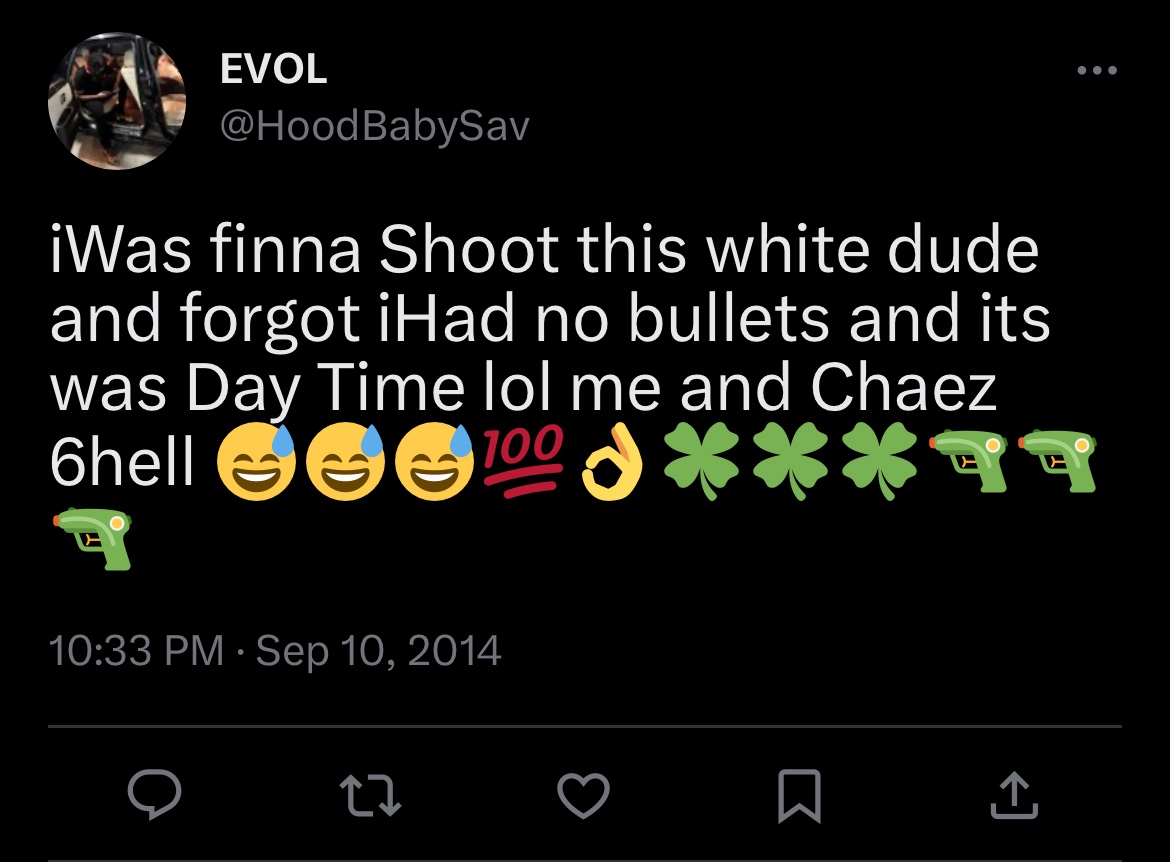 EVOL
@HoodBabySav
iWas finna Shoot this white dude
and forgot iHad no bullets and its
was Day Time lol me and Chaez
6hell 😅😅😅💯👌🍀🍀🍀🔫🔫
🔫
10:33 PM · Sep 10, 2014